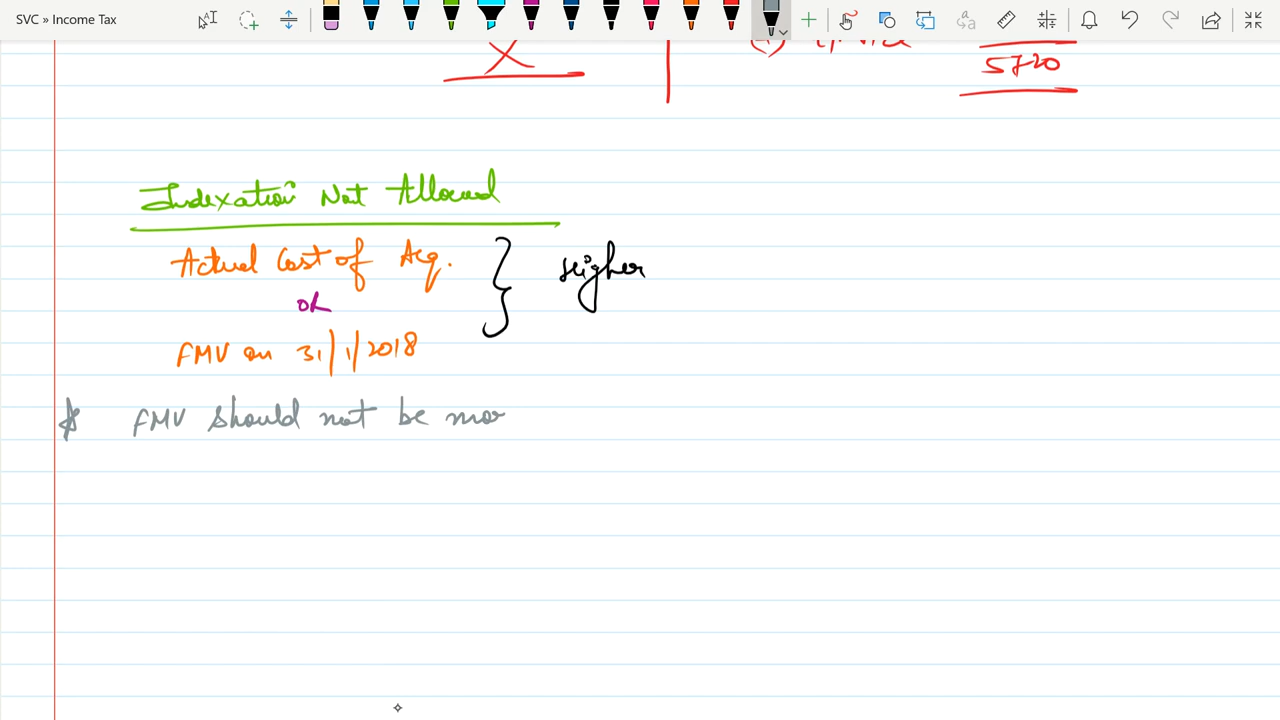 SVC » Income Tax
X
5720
Indexation Not Allowed
Actual Cost of Acq.
OR
FMV on 31/1/2018
Higher
* FMV should not be mor